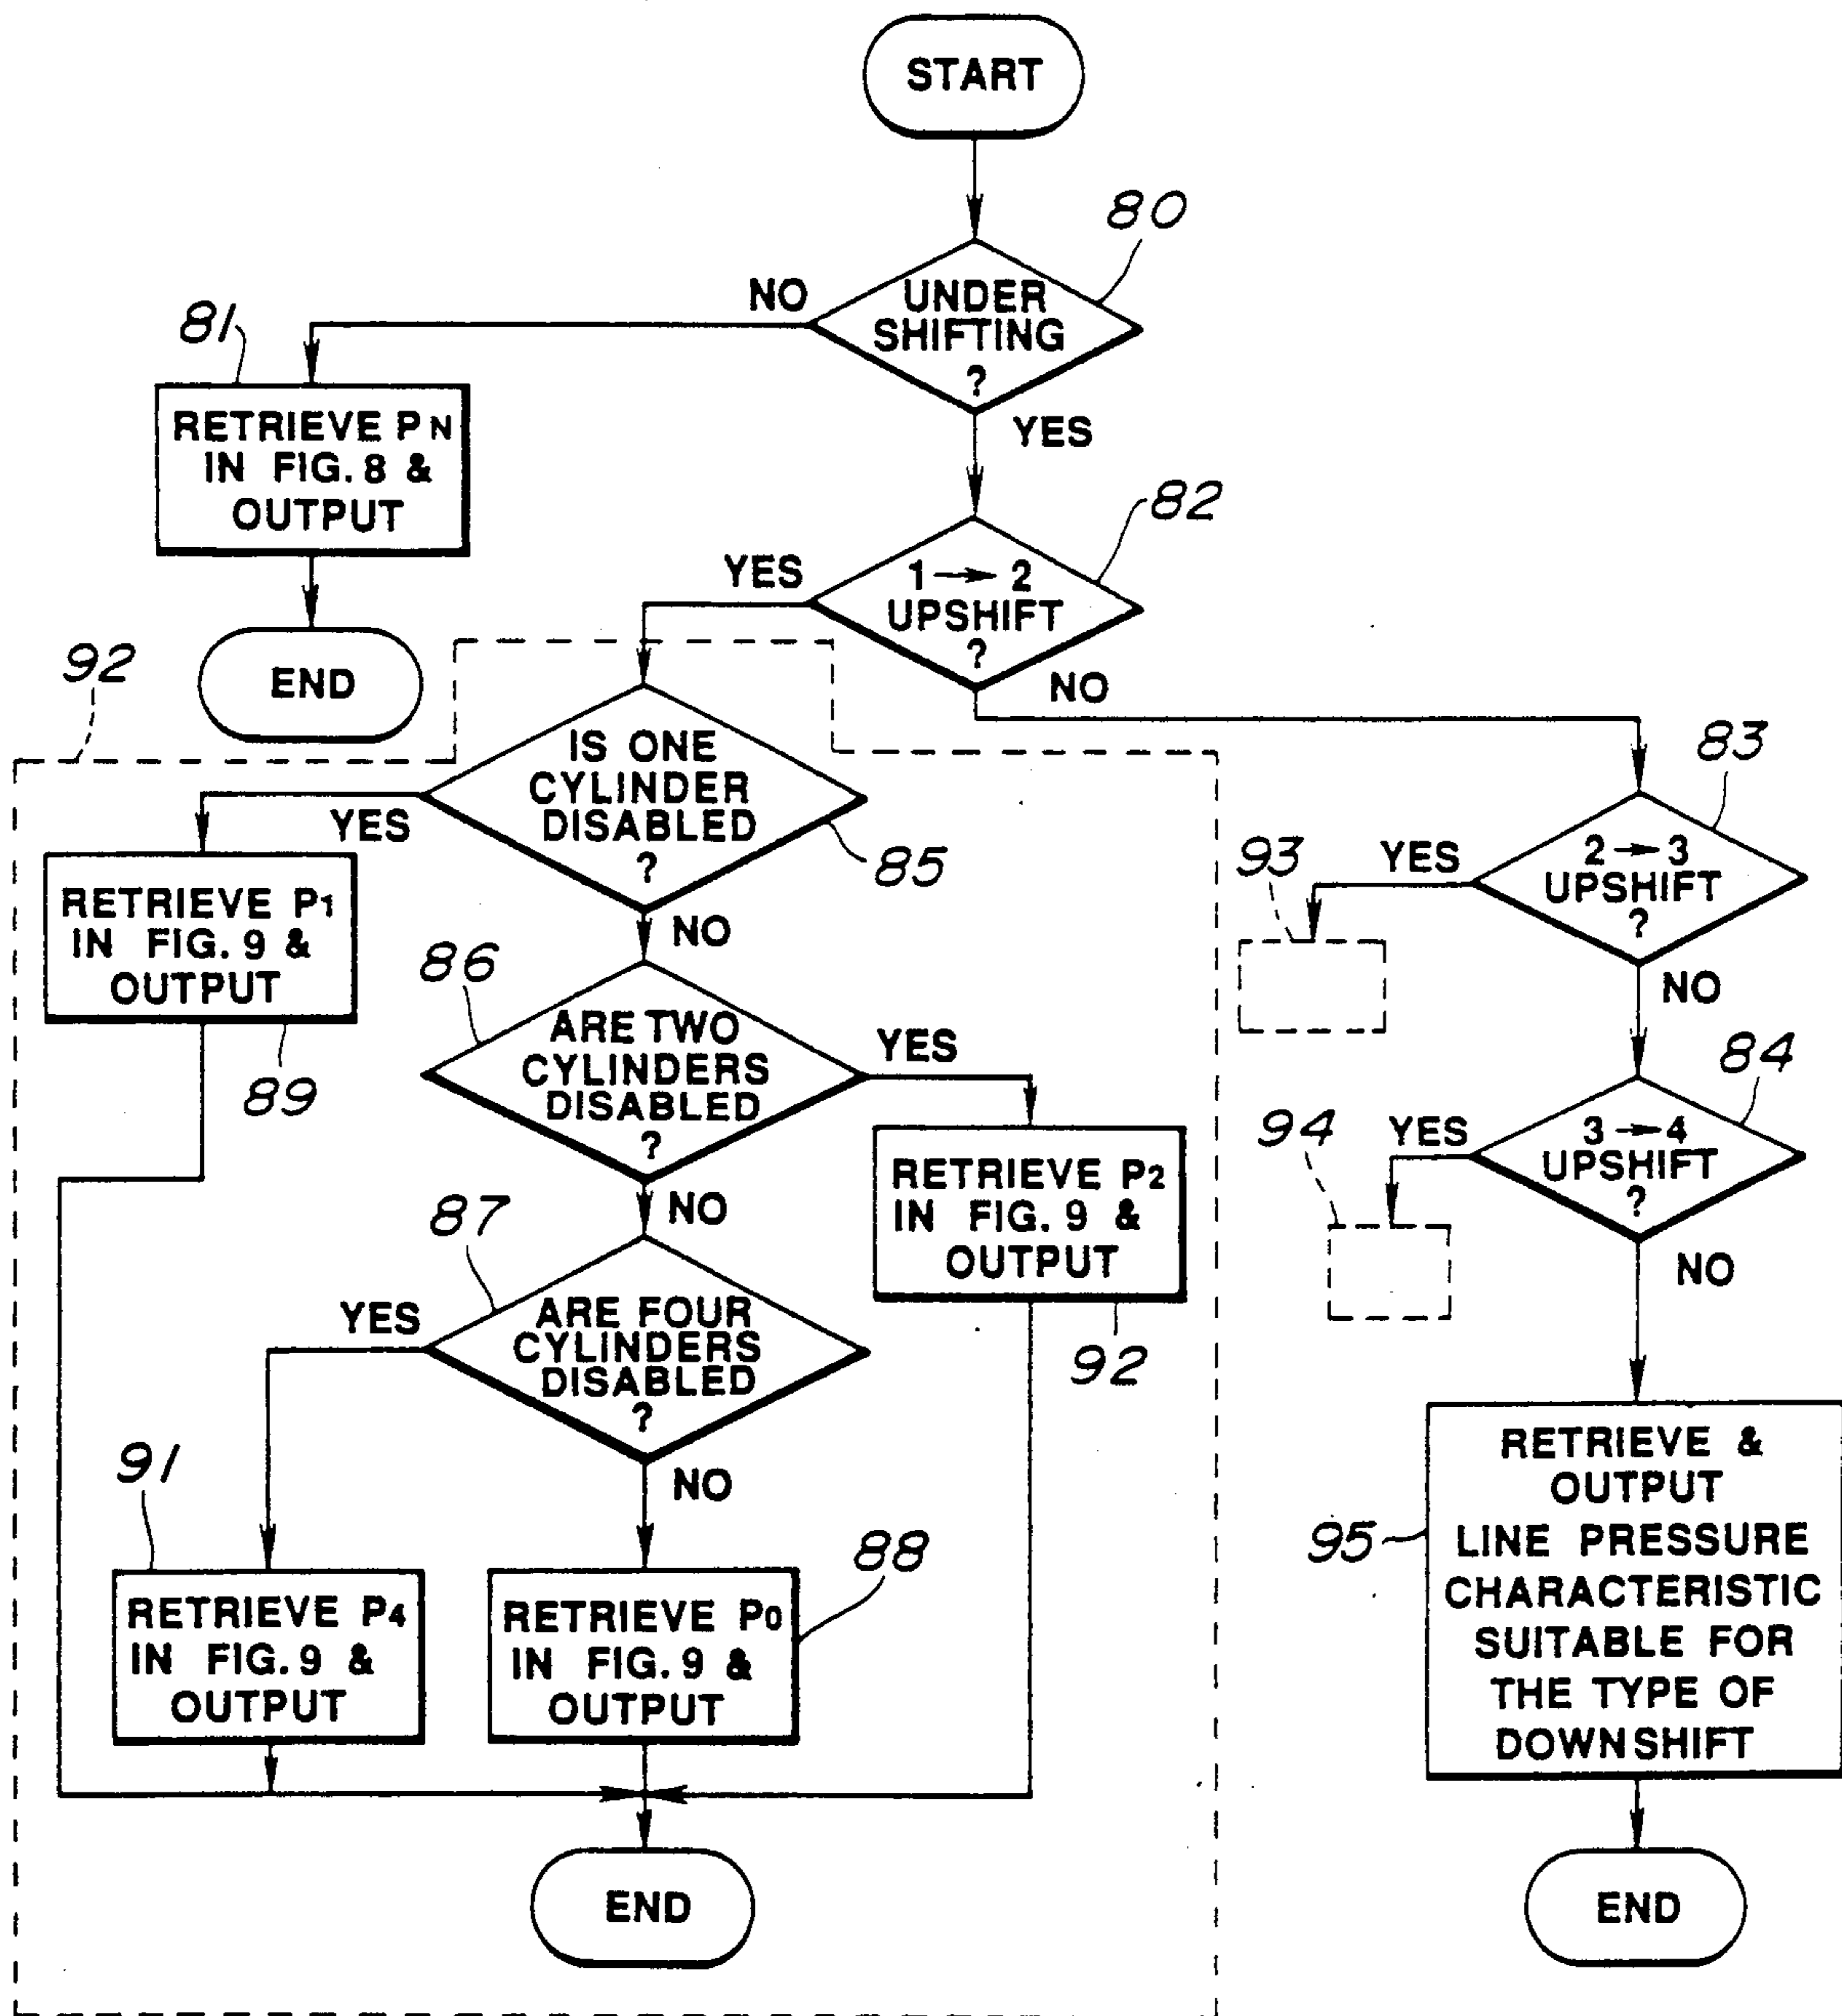 START
80
UNDER
SHIFTING
?
NO
YES
81
RETRIEVE PN
IN FIG. 8 &
OUTPUT
END
82
1 → 2
UPSHIFT
?
YES
NO
92
IS ONE
CYLINDER
DISABLED
?
85
YES
NO
RETRIEVE P1
IN FIG. 9 &
OUTPUT
89
86
ARE TWO
CYLINDERS
DISABLED
?
YES
NO
RETRIEVE P2
IN FIG. 9 &
OUTPUT
92
87
ARE FOUR
CYLINDERS
DISABLED
?
YES
NO
91
RETRIEVE P4
IN FIG. 9 &
OUTPUT
88
RETRIEVE P0
IN FIG. 9 &
OUTPUT
END
83
2 → 3
UPSHIFT
?
YES
NO
93
84
3 → 4
UPSHIFT
?
YES
NO
94
95
RETRIEVE &
OUTPUT
LINE PRESSURE
CHARACTERISTIC
SUITABLE FOR
THE TYPE OF
DOWNSHIFT
END